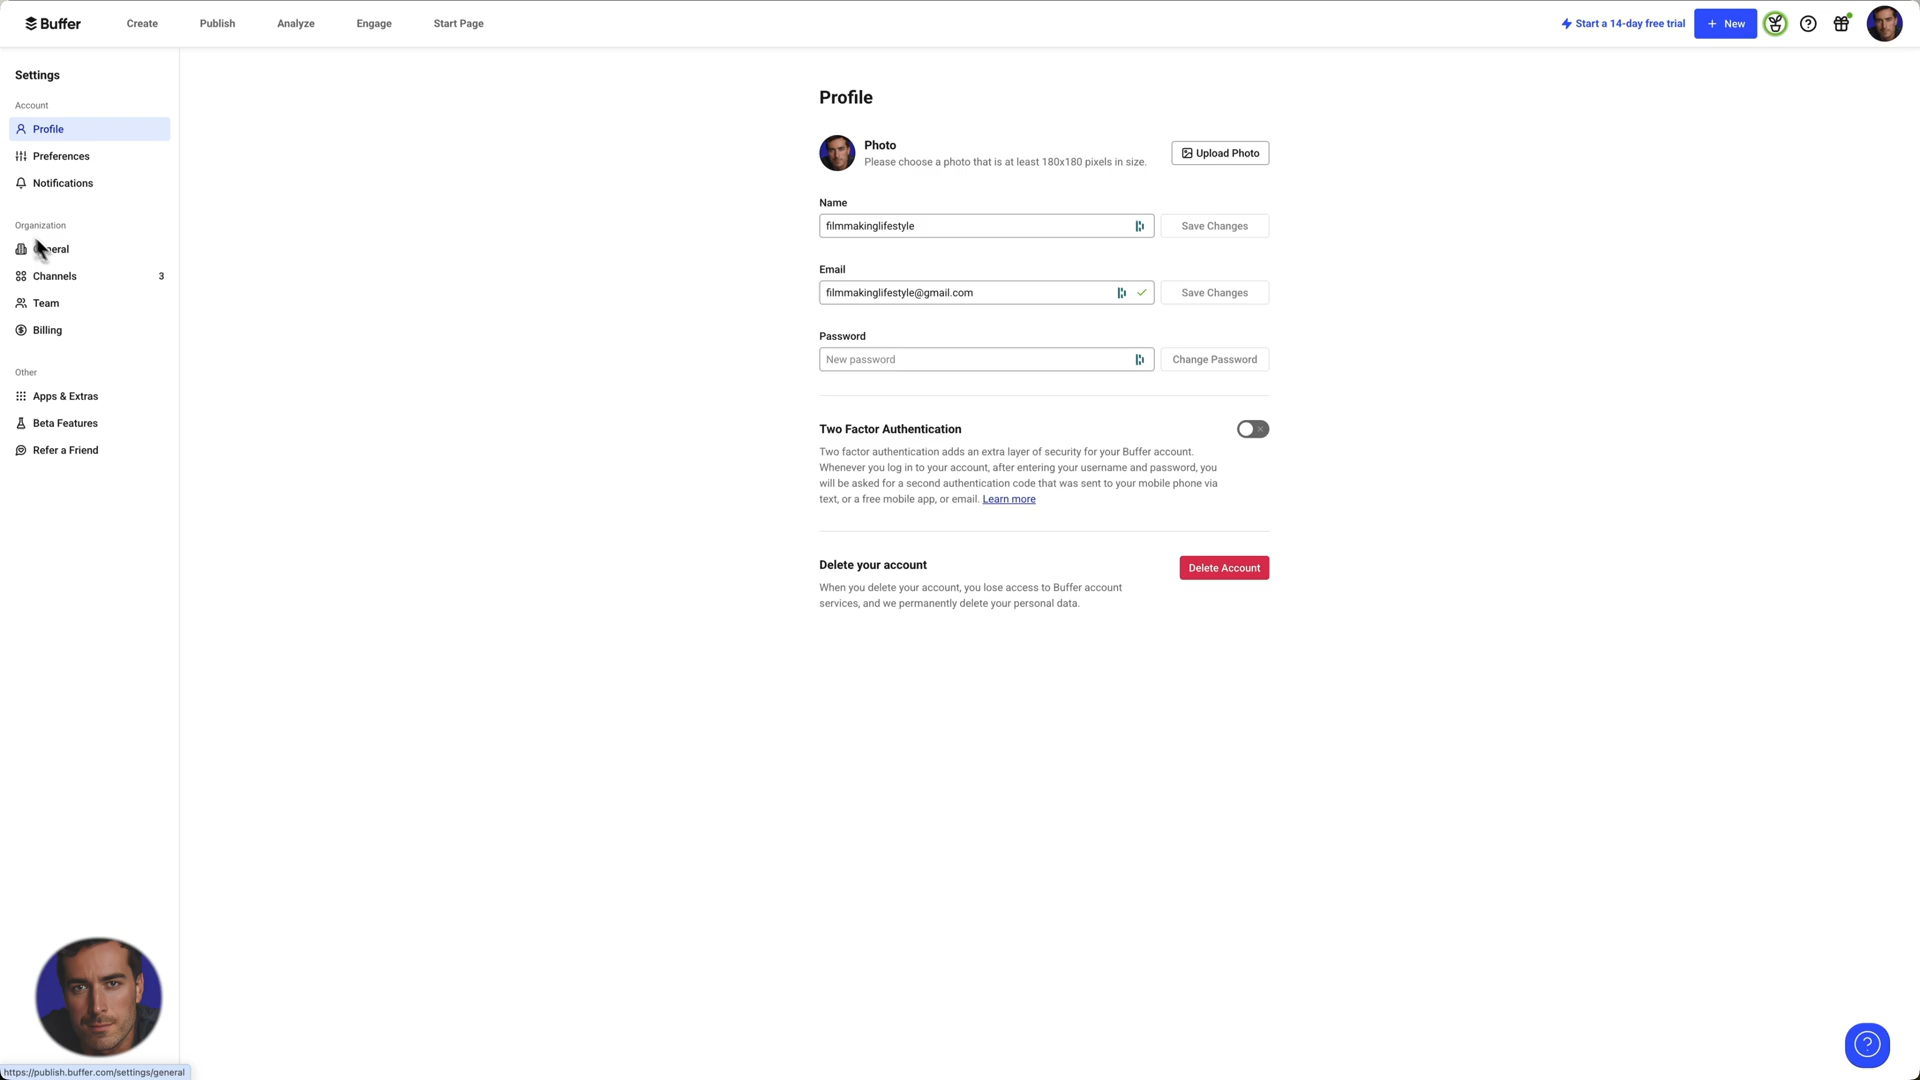 Buffer
Create
Publish
Analyze
Engage
Start Page
Start a 14-day free trial
+ New
Settings
Account
Profile
Preferences
Notifications
Organization
eral
Channels 3
Team
Billing
Other
Apps & Extras
Beta Features
Refer a Friend
Profile
Photo
Please choose a photo that is at least 180x180 pixels in size.
Upload Photo
Name
filmmakinglifestyle
Save Changes
Email
filmmakinglifestyle@gmail.com
Save Changes
Password
New password
Change Password
Two Factor Authentication
Two factor authentication adds an extra layer of security for your Buffer account.
Whenever you log in to your account, after entering your username and password, you
will be asked for a second authentication code that was sent to your mobile phone via
text, or a free mobile app, or email. Learn more
Delete your account
Delete Account
When you delete your account, you lose access to Buffer account
services, and we permanently delete your personal data.
https://publish.buffer.com/settings/general